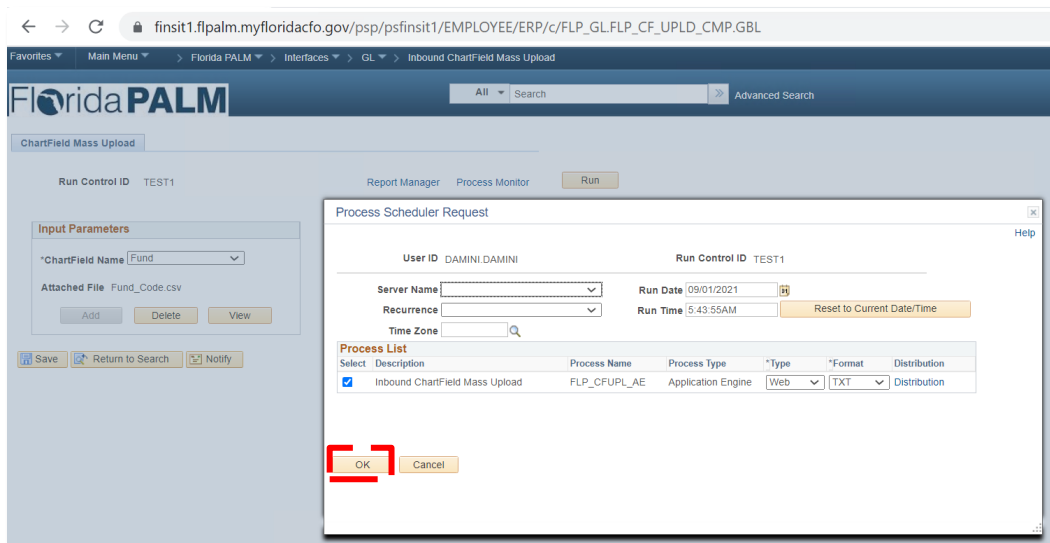 finsit1.flpalm.myfloridacfo.gov/psp/psfinsit1/EMPLOYEE/ERP/c/FLP_GL.FLP_CF_UPLD_CMP.GBL
Favorites Main Menu > Florida PALM > Interfaces > GL > Inbound ChartField Mass Upload
Florida PALM All Search Advanced Search
ChartField Mass Upload
Run Control ID TEST1 Report Manager Process Monitor Run
Input Parameters
*ChartField Name Fund
Attached File Fund_Code.csv
Add Delete View
Save Return to Search Notify
Process Scheduler Request
Help
User ID DAMINI.DAMINI Run Control ID TEST1
Server Name Run Date 09/01/2021
Recurrence Run Time 5:43:55AM Reset to Current Date/Time
Time Zone
Process List
Select Description Process Name Process Type *Type *Format Distribution
Inbound ChartField Mass Upload FLP_CFUPL_AE Application Engine Web TXT Distribution
OK Cancel